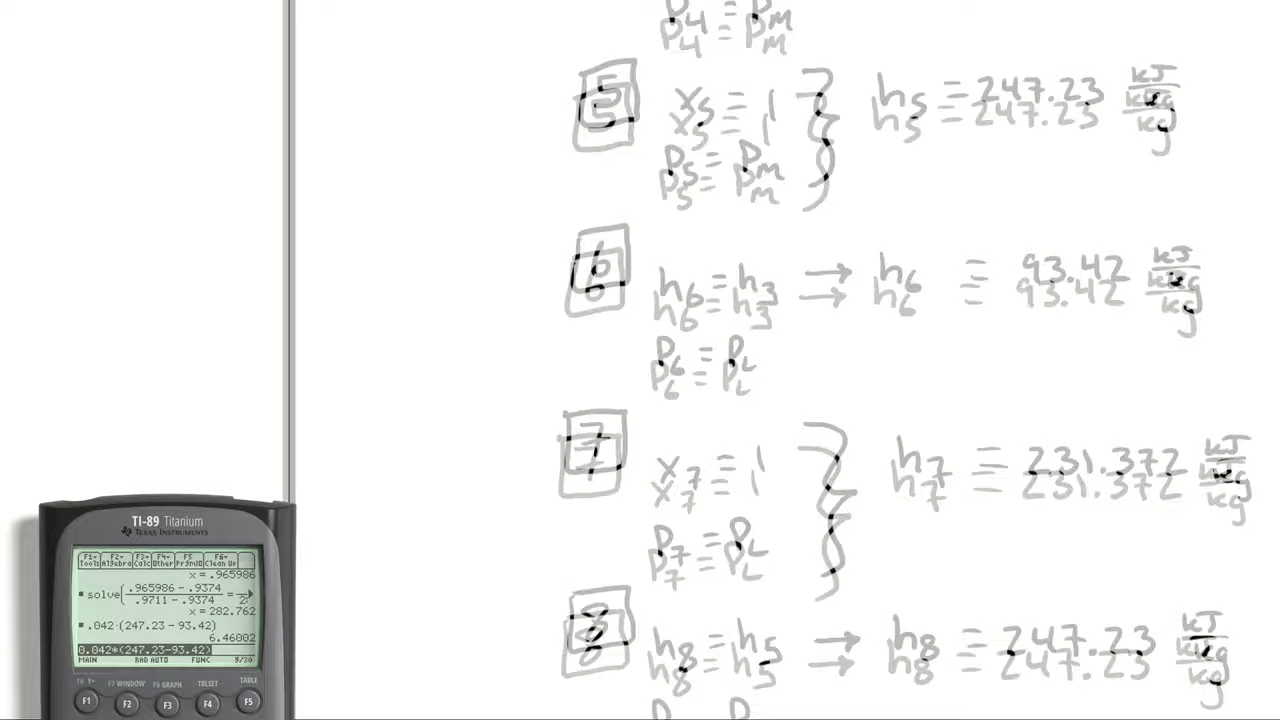 P4 = PM
5
x5 = 1
h5 = 247.23 kJ/kg
P5 = PM
6
h6 = h3 → h6 = 93.42 kJ/kg
P6 = PL
7
x7 = 1
h7 = 231.372 kJ/kg
P7 = PL
8
h8 = h5 → h8 = 247.23 kJ/kg
TI-89 Titanium
TEXAS INSTRUMENTS
F1 Tools F2 Algebra F3 Calc F4 Other F5 PrgmIO F6 Clean Up
x = .965986
solve( .965986 - .9374 / .9711 - .9374 =
x = 282.762
.042·(247.23 - 93.42)
6.46002
0.042*(247.23-93.42)
MAIN RAD AUTO FUNC 9/30
F6 F7 WINDOW F8 GRAPH TBLSET TABLE
F1 F2 F3 F4 F5